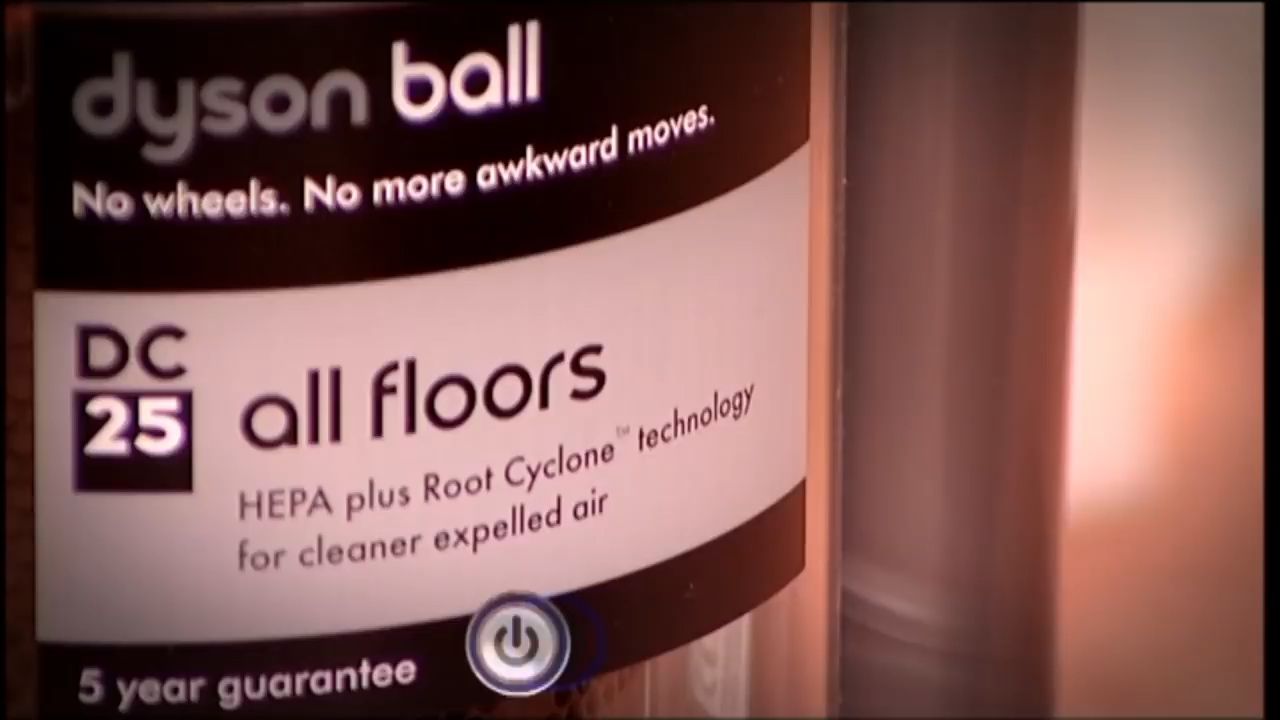 dyson ball
No wheels. No more awkward moves.
DC
25
all floors
HEPA plus Root Cyclone™ technology
for cleaner expelled air
5 year guarantee